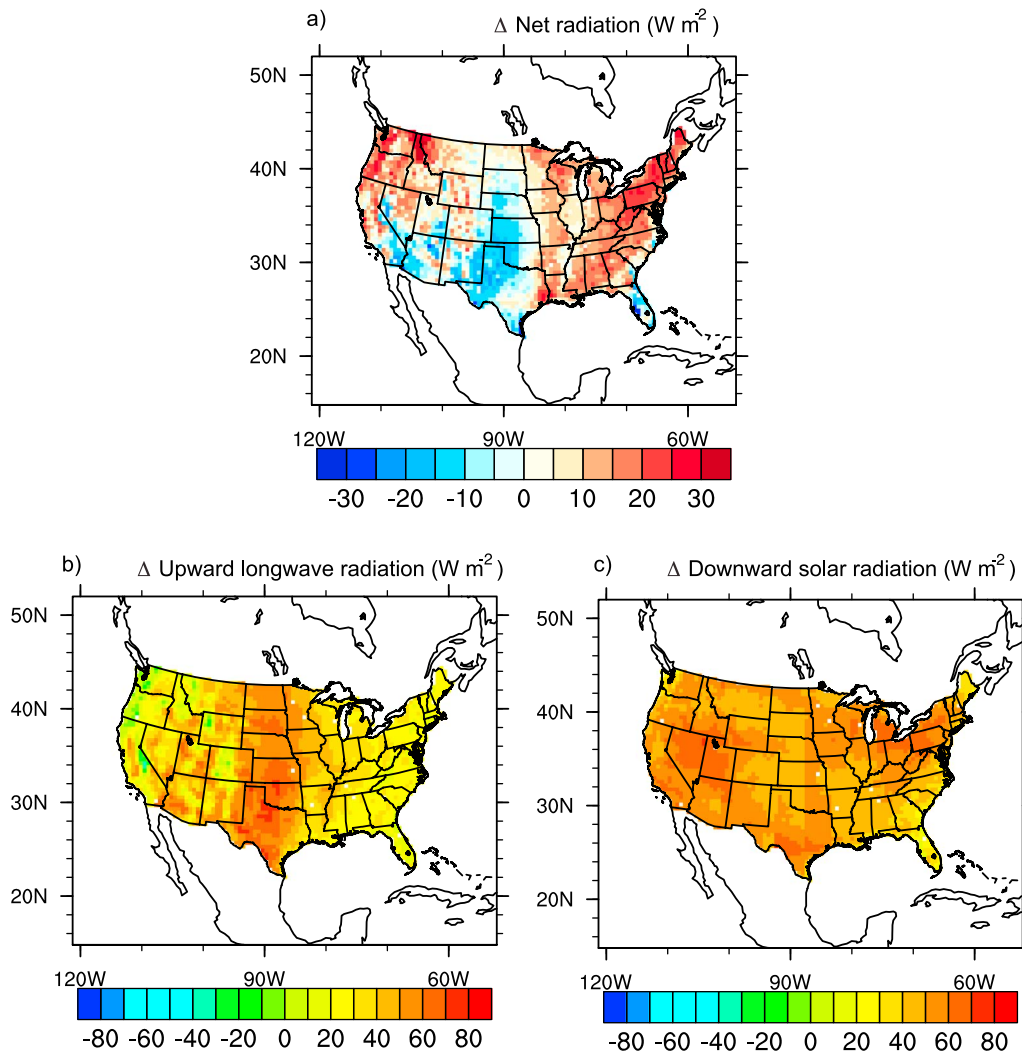 a) Δ Net radiation (W m⁻²)
50N
40N
30N
20N
120W 90W 60W
-30 -20 -10 0 10 20 30
b) Δ Upward longwave radiation (W m⁻²)
50N
40N
30N
20N
120W 90W 60W
-80 -60 -40 -20 0 20 40 60 80
c) Δ Downward solar radiation (W m⁻²)
50N
40N
30N
20N
120W 90W 60W
-80 -60 -40 -20 0 20 40 60 80